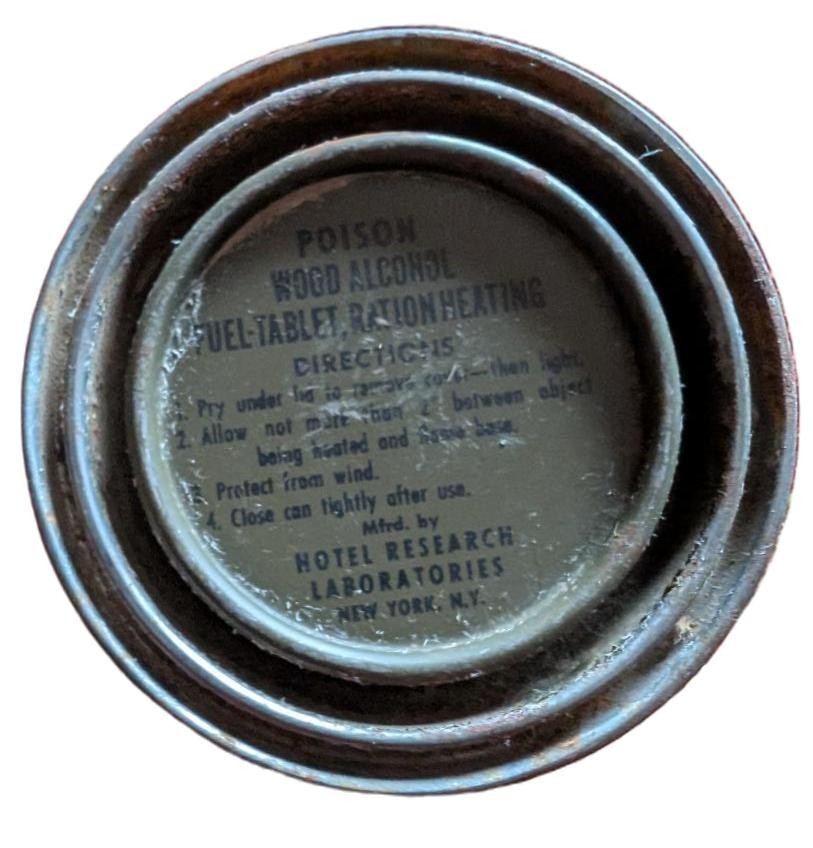 POISON
WOOD ALCOHOL
FUEL-TABLET, RATION HEATING
DIRECTIONS
1. Pry under lid to remove cover—then light.
2. Allow not more than 2" between object
being heated and flame base.
3. Protect from wind.
4. Close can tightly after use.
Mfrd. by
HOTEL RESEARCH
LABORATORIES
NEW YORK, N.Y.